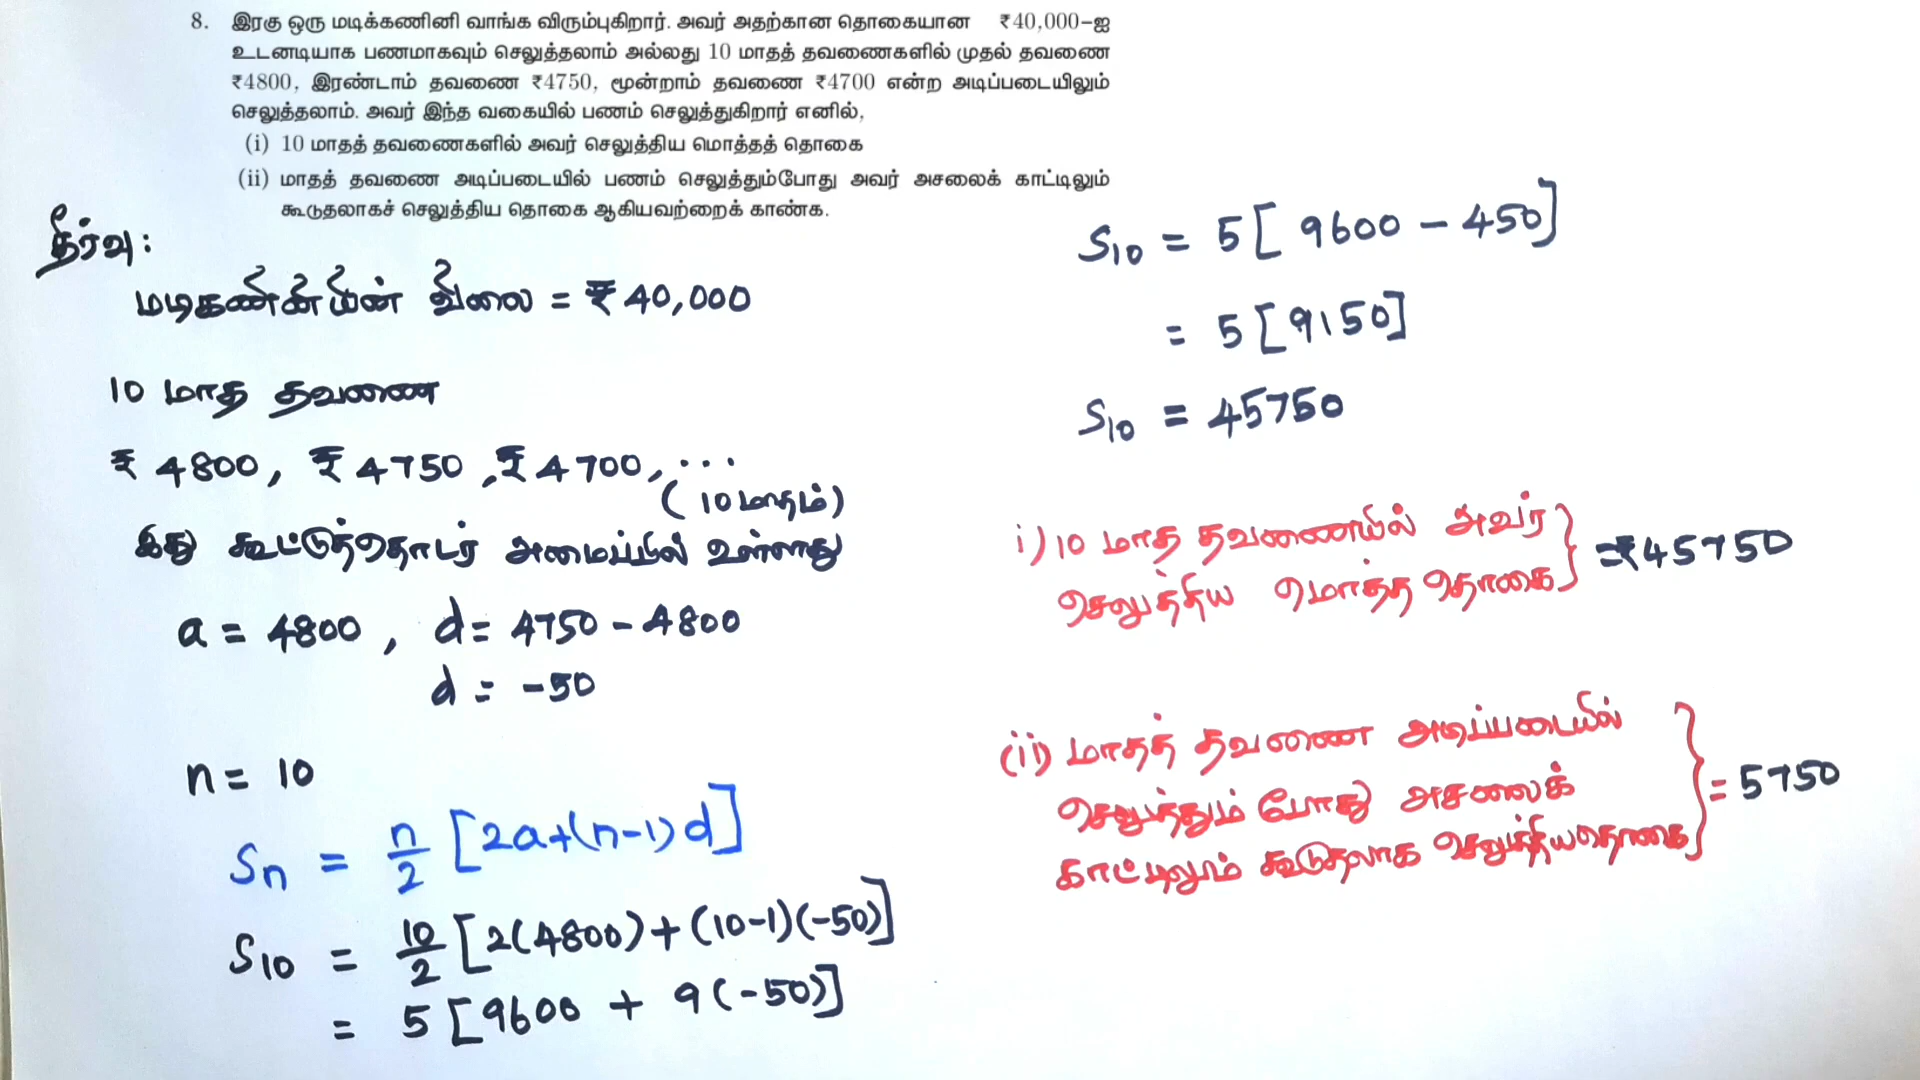 8. இரகு ஒரு மடிக்கணினி வாங்க விரும்புகிறார். அவர் அதற்கான தொகையான ₹40,000-ஐ
உடனடியாக பணமாகவும் செலுத்தலாம் அல்லது 10 மாதத் தவணைகளில் முதல் தவணை
₹4800, இரண்டாம் தவணை ₹4750, மூன்றாம் தவணை ₹4700 என்ற அடிப்படையிலும்
செலுத்தலாம். அவர் இந்த வகையில் பணம் செலுத்துகிறார் எனில்,
(i) 10 மாதத் தவணைகளில் அவர் செலுத்திய மொத்தத் தொகை
(ii) மாதத் தவணை அடிப்படையில் பணம் செலுத்தும்போது அவர் அசலைக் காட்டிலும்
கூடுதலாகச் செலுத்திய தொகை ஆகியவற்றைக் காண்க.
தீர்வு:
மடிகணினியின் விலை = ₹ 40,000
10 மாத தவணை
₹ 4800, ₹ 4750, ₹ 4700, ...
(10 மாதம்)
இது கூட்டுத்தொடர் அமைப்பில் உள்ளது
a = 4800, d = 4750 - 4800
d = -50
n = 10
Sn = n/2 [2a+(n-1)d]
S10 = 10/2 [2(4800)+(10-1)(-50)]
= 5[9600 + 9(-50)]
S10 = 5[9600 - 450]
= 5[9150]
S10 = 45750
i) 10 மாத தவணையில் அவர்
செலுத்திய மொத்த தொகை } = ₹45750
(ii) மாதத் தவணை அடிப்படையில்
செலுத்தும் போது அசலைக் } = 5750
காட்டிலும் கூடுதலாக செலுத்திய தொகை